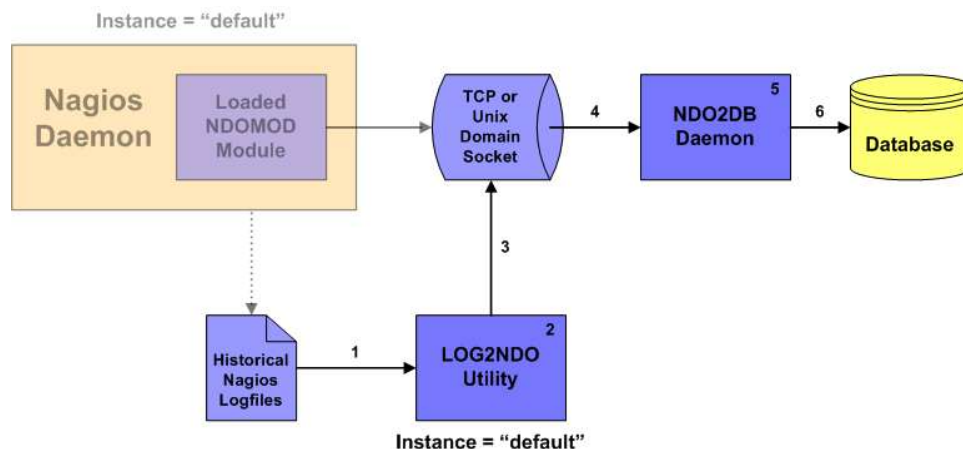 Instance = “default”
Nagios
Daemon
Loaded
NDOMOD
Module
TCP or
Unix
Domain
Socket
4
5
NDO2DB
Daemon
6
Database
3
Historical
Nagios
Logfiles
1
2
LOG2NDO
Utility
Instance = “default”